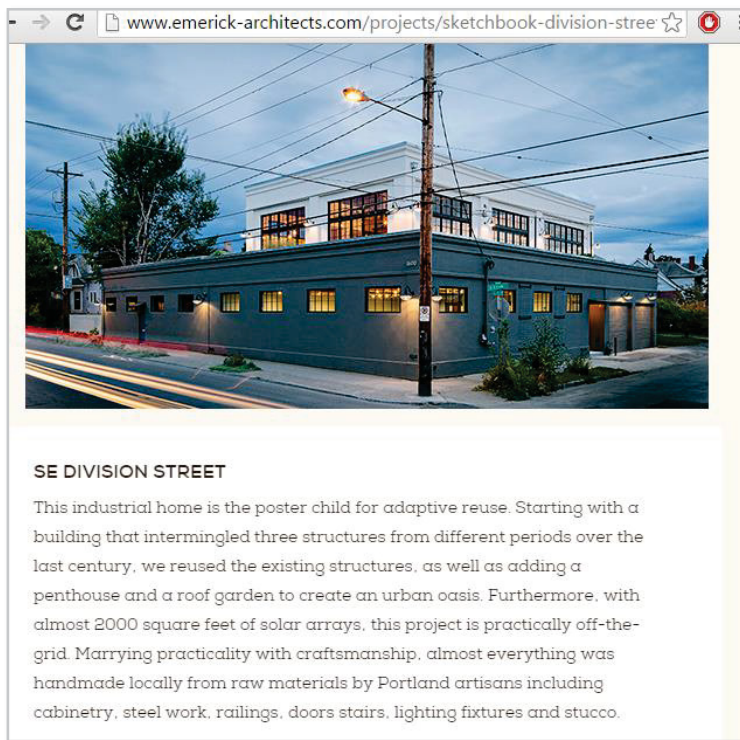 www.emerick-architects.com/projects/sketchbook-division-stree
SE DIVISION STREET
This industrial home is the poster child for adaptive reuse. Starting with a
building that intermingled three structures from different periods over the
last century, we reused the existing structures, as well as adding a
penthouse and a roof garden to create an urban oasis. Furthermore, with
almost 2000 square feet of solar arrays, this project is practically off-the-
grid. Marrying practicality with craftsmanship, almost everything was
handmade locally from raw materials by Portland artisans including
cabinetry, steel work, railings, doors stairs, lighting fixtures and stucco.